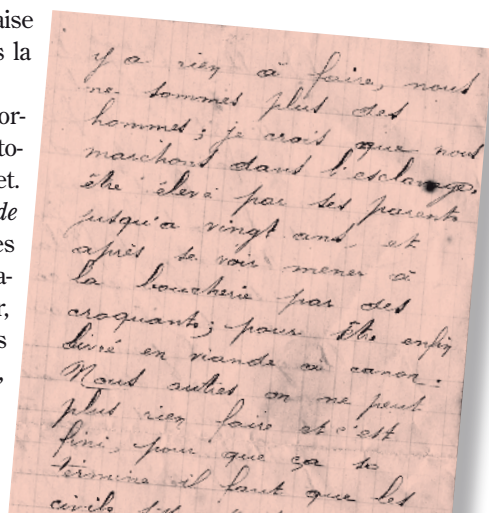 aise
s la
or-
to-
et.
de
es
a-
r,
s
,
y a rien à faire, nous
ne sommes plus des
hommes ; je crois que nous
marchons dans l'esclavage.
être élevé par ses parents
jusqu'a vingt ans, et
après se voir mener à
la boucherie par des
croquants ; pour être enfin
livré en viande à canon.
Nous autres on ne peut
plus rien faire et c'est
fini, pour que ça se
termine il faut que les
civils